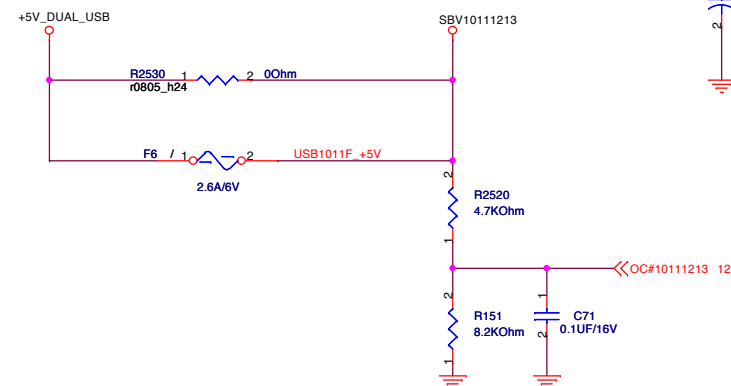 +5V_DUAL_USB
SBV10111213
2
R2530 1 2 0Ohm
r0805_h24
F6 / 1 2 USB1011F_+5V
2.6A/6V
2
R2520
4.7KOhm
1
OC#10111213 12
2
R151
8.2KOhm
1
1
C71
0.1UF/16V
2